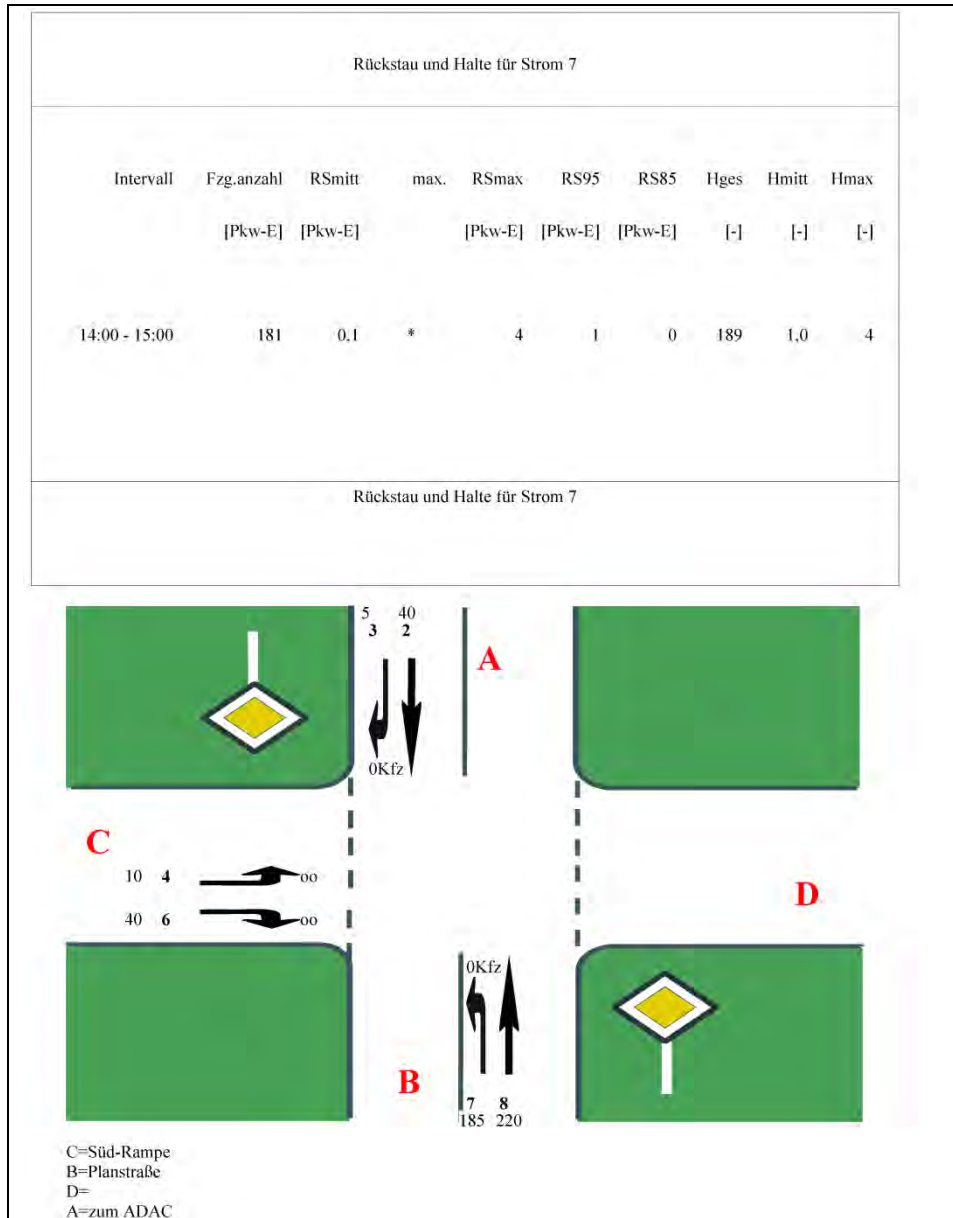 Rückstau und Halte für Strom 7
Intervall Fzg.anzahl RSmitt max. RSmax RS95 RS85 Hges Hmitt Hmax
[Pkw-E] [Pkw-E] [Pkw-E] [Pkw-E] [Pkw-E] [-] [-] [-]
14:00 - 15:00 181 0,1 * 4 1 0 189 1,0 4
Rückstau und Halte für Strom 7
5 40
3 2
A
0Kfz
C
10 4 oo
D
40 6 oo
0Kfz
B
7 8
185 220
C=Süd-Rampe
B=Planstraße
D=
A=zum ADAC